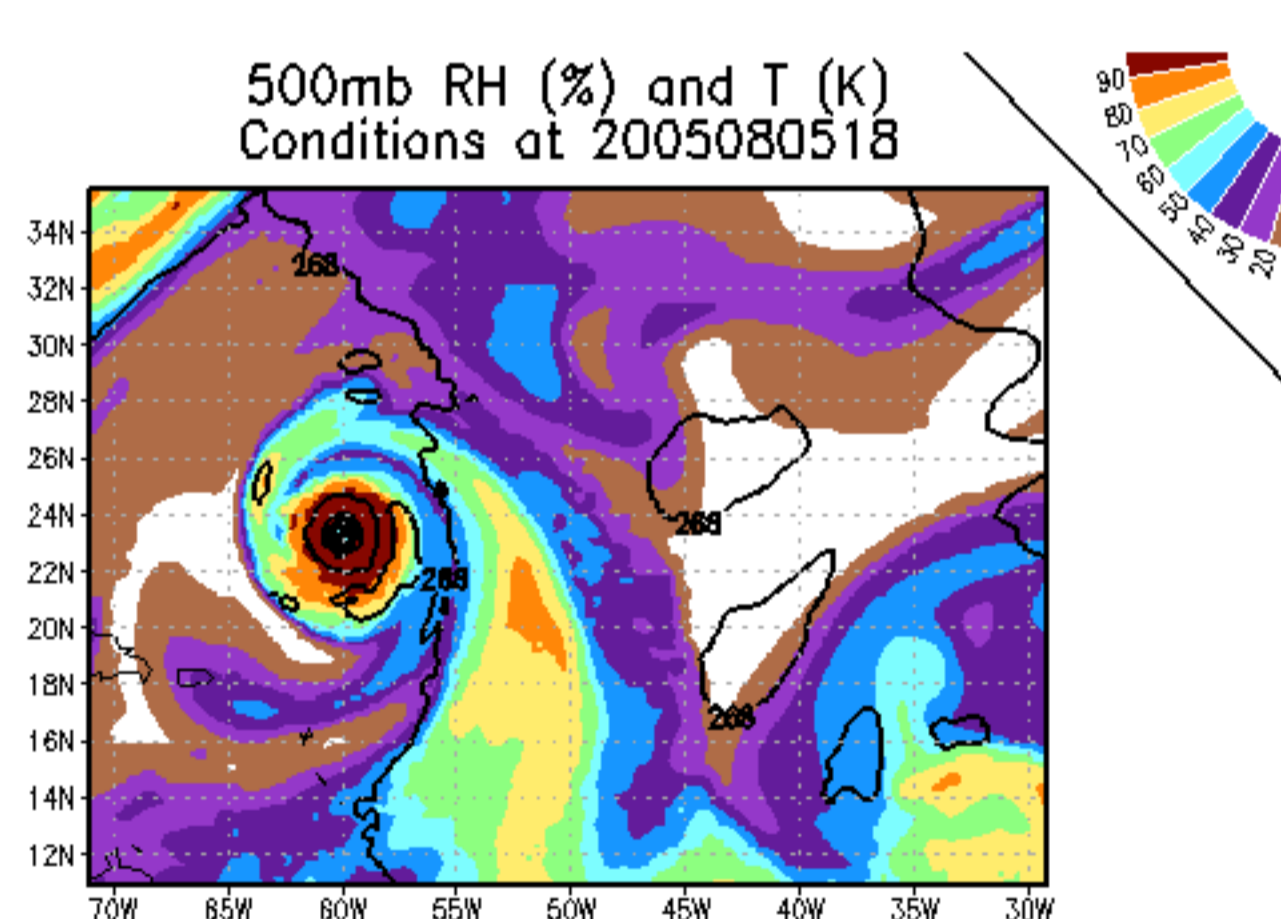 500mb RH (%) and T (K)
Conditions at 2005080518
90
80
70
60
50
40
30
20
34N
32N
30N
28N
26N
24N
22N
20N
18N
16N
14N
12N
268
268
268
268
70W
65W
60W
55W
50W
45W
40W
35W
30W